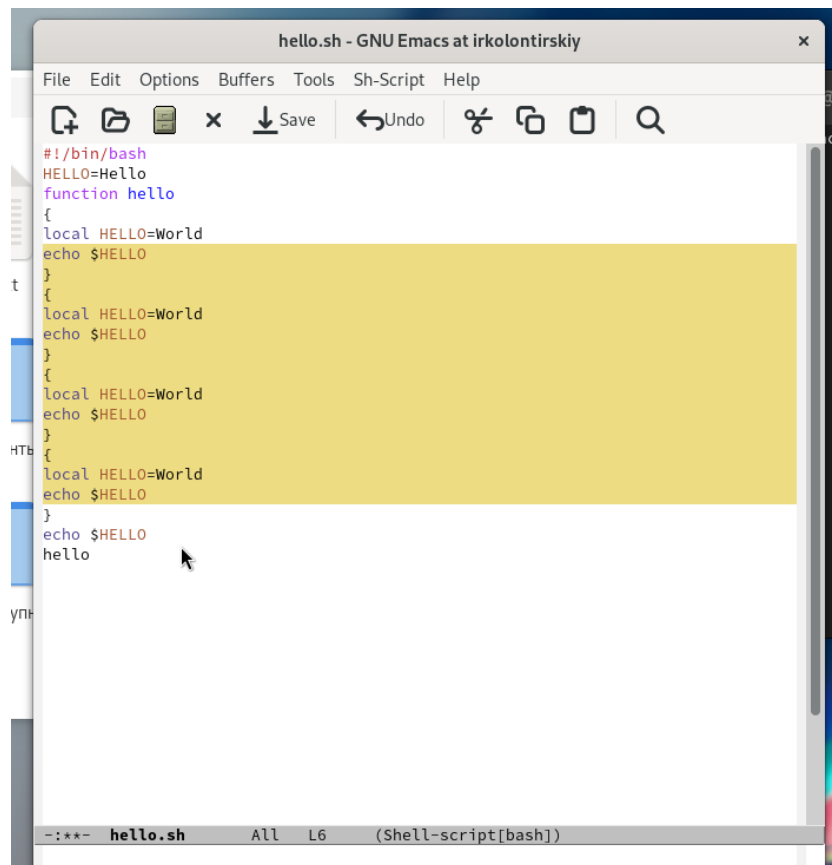 hello.sh - GNU Emacs at irkolontirskiy ×
File Edit Options Buffers Tools Sh-Script Help
Save Undo
#!/bin/bash
HELLO=Hello
function hello
{
local HELLO=World
echo $HELLO
}
{
local HELLO=World
echo $HELLO
}
{
local HELLO=World
echo $HELLO
}
{
local HELLO=World
echo $HELLO
}
echo $HELLO
hello
-:**- hello.sh All L6 (Shell-script[bash])